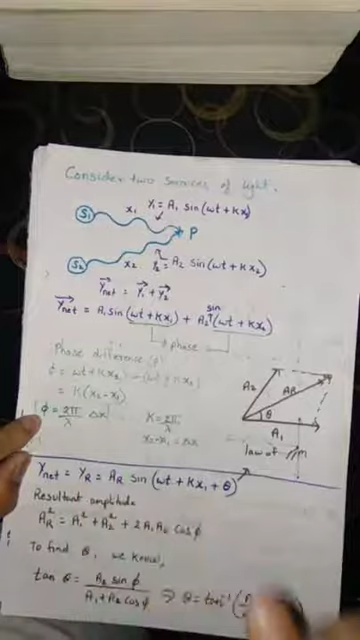 Consider two sources of light.
S1 x1 y1 = A1 sin(ωt + kx1)
P
S2 x2 y2 = A2 sin(ωt + kx2)
Ynet = Y1 + Y2
Ynet = A1 sin(ωt + kx1) + A2 sin (ωt + kx2)
phase
Phase difference (φ)
φ = ωt + kx2 - (ωt + kx1)
= K(x2 - x1)
φ = 2π/λ Δx K = 2π/λ
x2 - x1 = Δx
A2 AR θ A1
law of
Ynet = YR = AR sin (ωt + kx1 + θ)
Resultant amplitude
AR² = A1² + A2² + 2A1A2 cos φ
To find θ, we know,
tan θ = A2 sin φ / A1 + A2 cos φ ⇒ θ = tan⁻¹ (